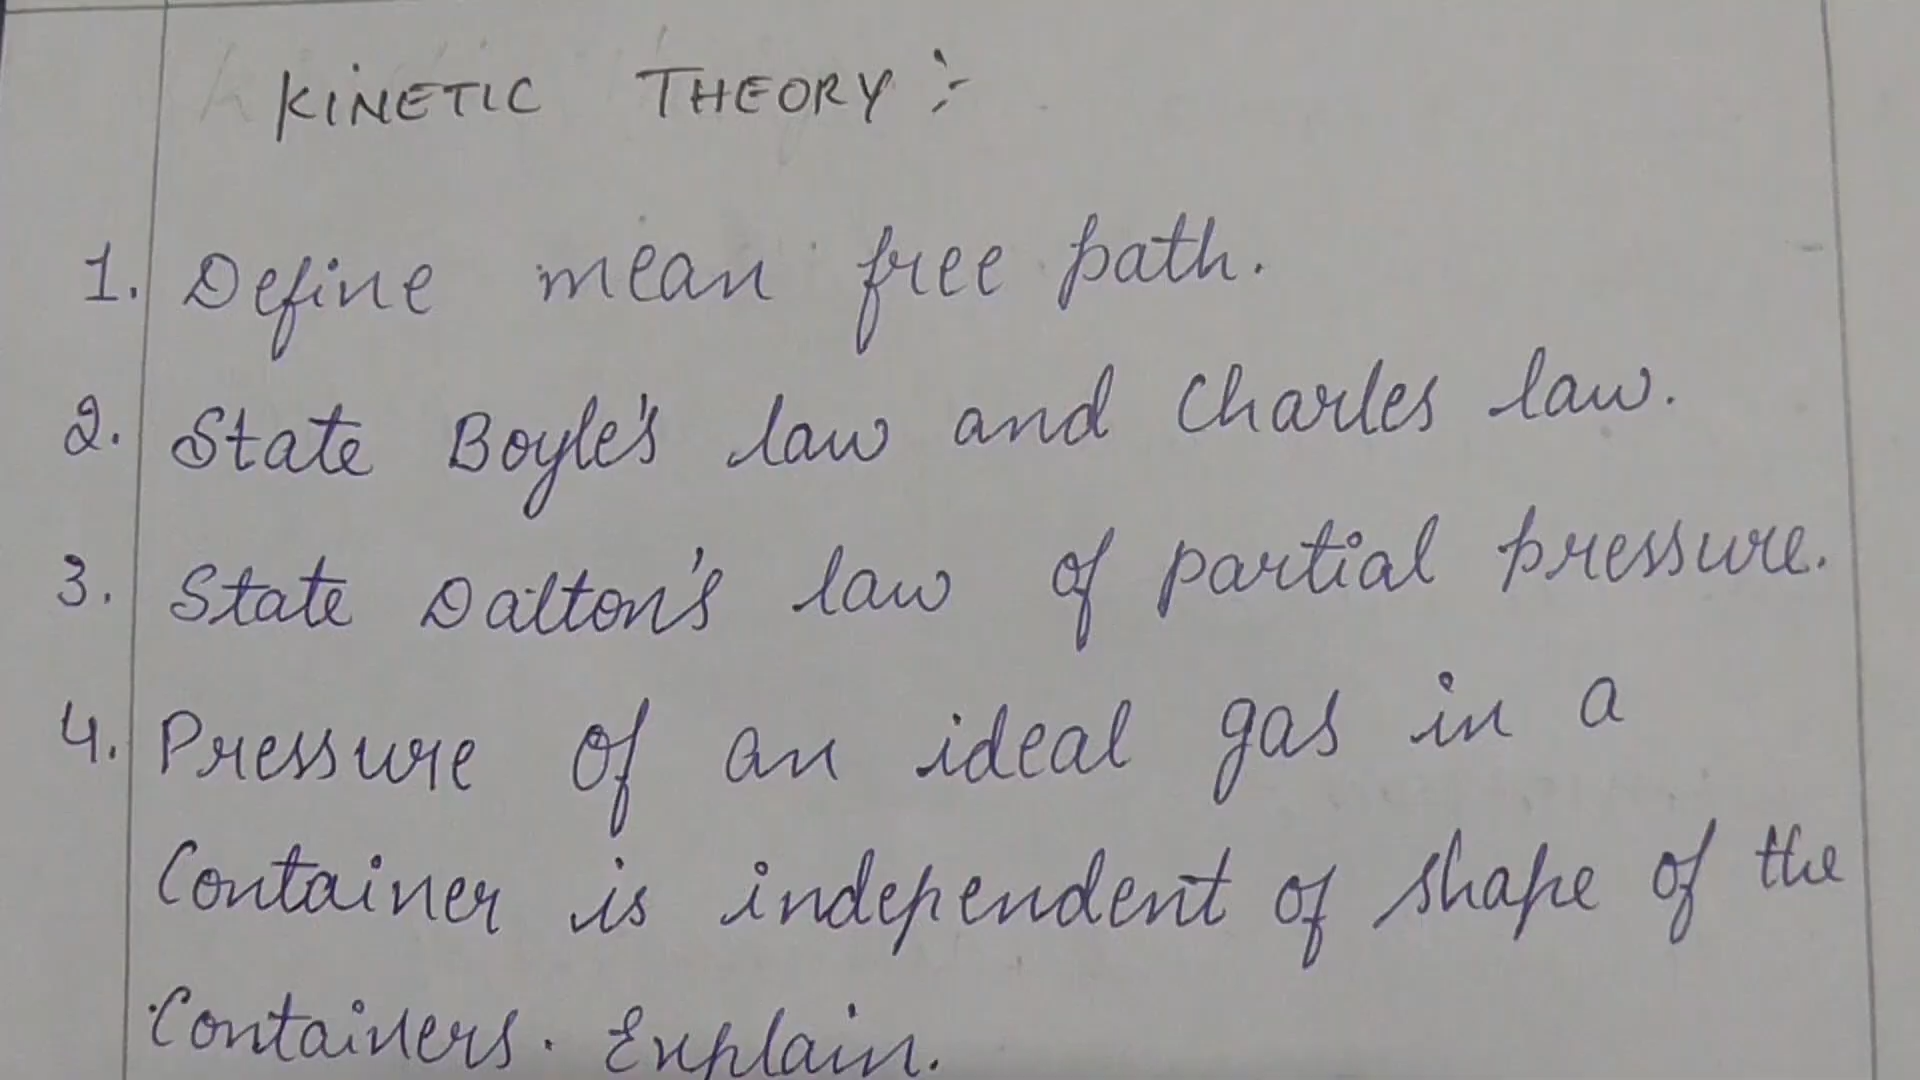 KINETIC THEORY :-
1. Define mean free path.
2. State Boyle's law and Charles law.
3. State Dalton's law of partial pressure.
4. Pressure of an ideal gas in a
Container is independent of shape of the
Containers. Explain.